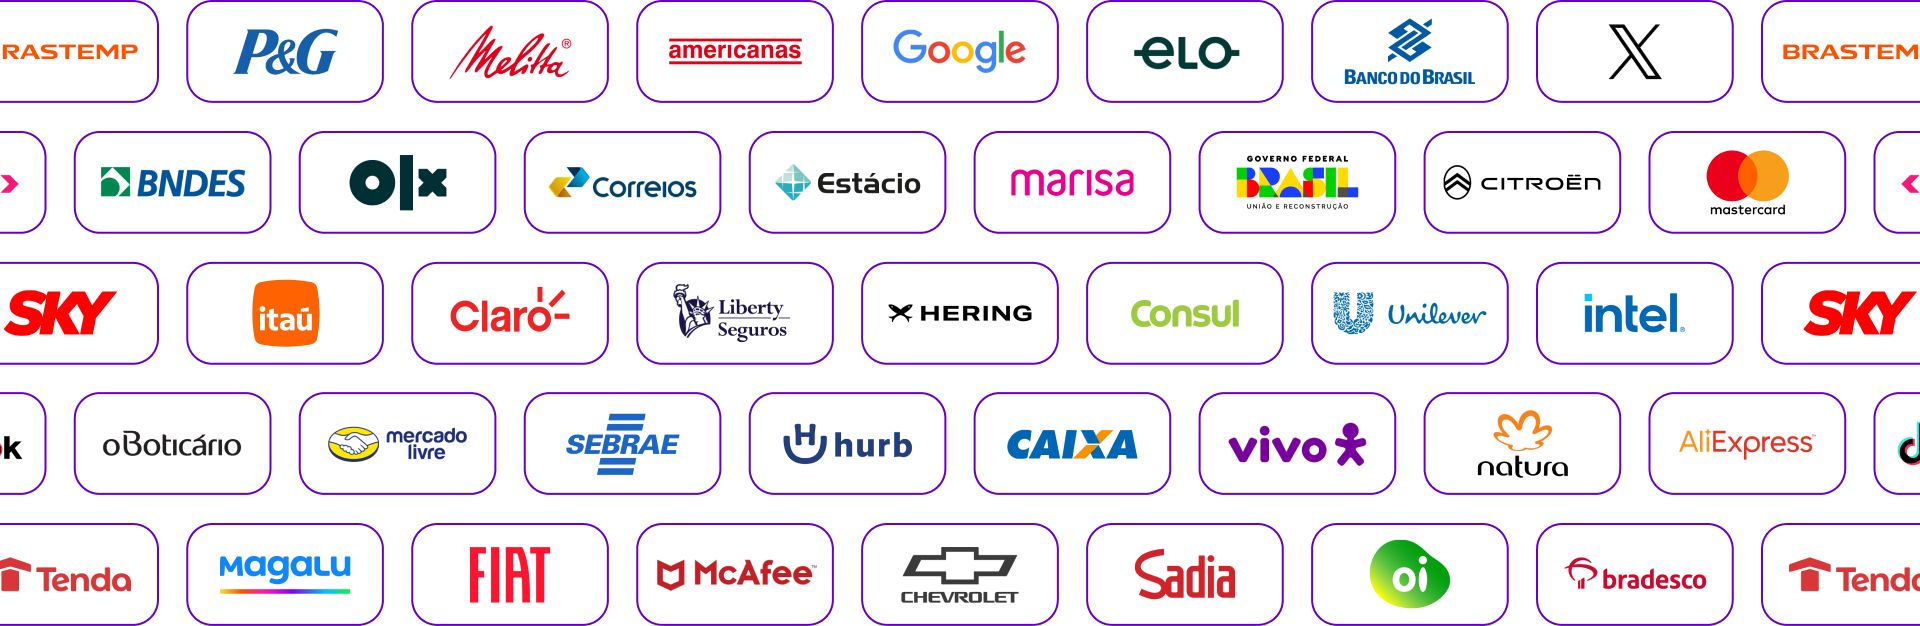 RASTEMP
P&G
Melitta®
americanas
Google
elo
BANCO DO BRASIL
X
BRASTEM
BNDES
olx
Correios
Estácio
marisa
GOVERNO FEDERAL
BRASIL
UNIÃO E RECONSTRUÇÃO
CITROËN
mastercard
SKY
itaú
Claro
Liberty
Seguros
HERING
Consul
Unilever
intel®
SKY
k
oBoticário
mercado
livre
SEBRAE
hurb
CAIXA
vivo
natura
AliExpress™
Tenda
Magalu
FIAT
McAfee™
CHEVROLET
Sadia
oi
bradesco
Tenda